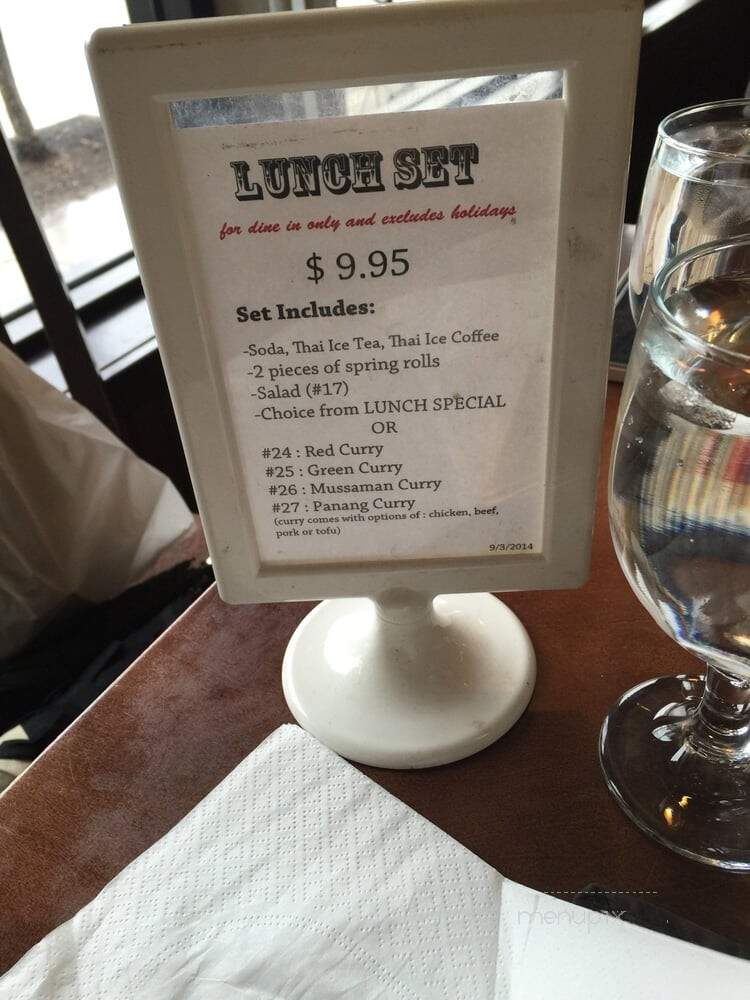 LUNCH SET
for dine in only and excludes holidays
$ 9.95
Set Includes:
-Soda, Thai Ice Tea, Thai Ice Coffee
-2 pieces of spring rolls
-Salad (#17)
-Choice from LUNCH SPECIAL
OR
#24 : Red Curry
#25 : Green Curry
#26 : Mussaman Curry
#27 : Panang Curry
(curry comes with options of : chicken, beef,
pork or tofu)
9/3/2014
menupix